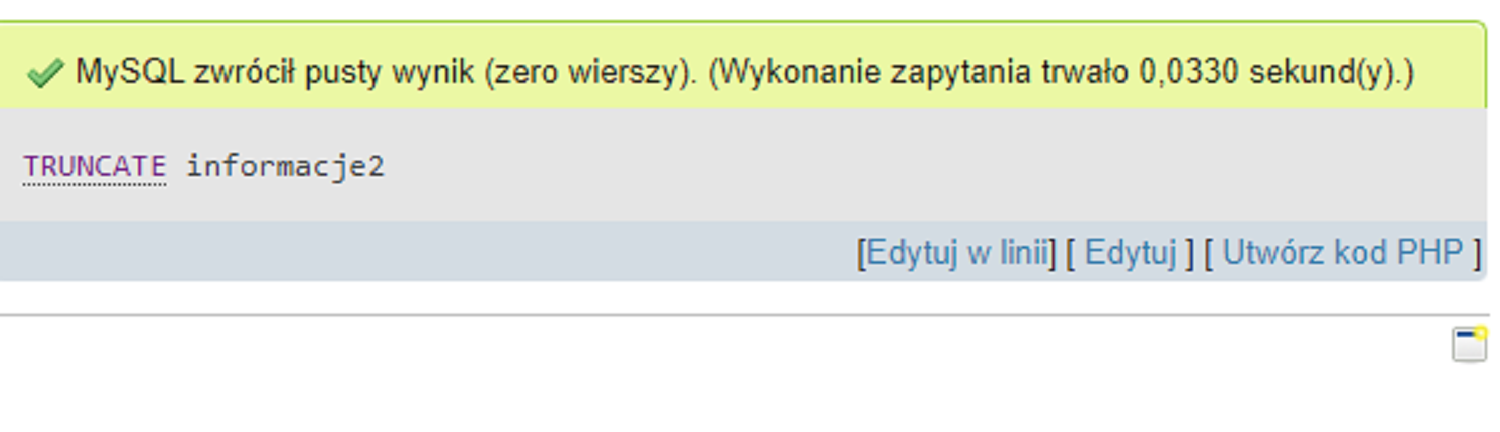 MySQL zwrócił pusty wynik (zero wierszy). (Wykonanie zapytania trwało 0,0330 sekund(y).)
TRUNCATE informacje2
[Edytuj w linii] [ Edytuj ] [ Utwórz kod PHP ]